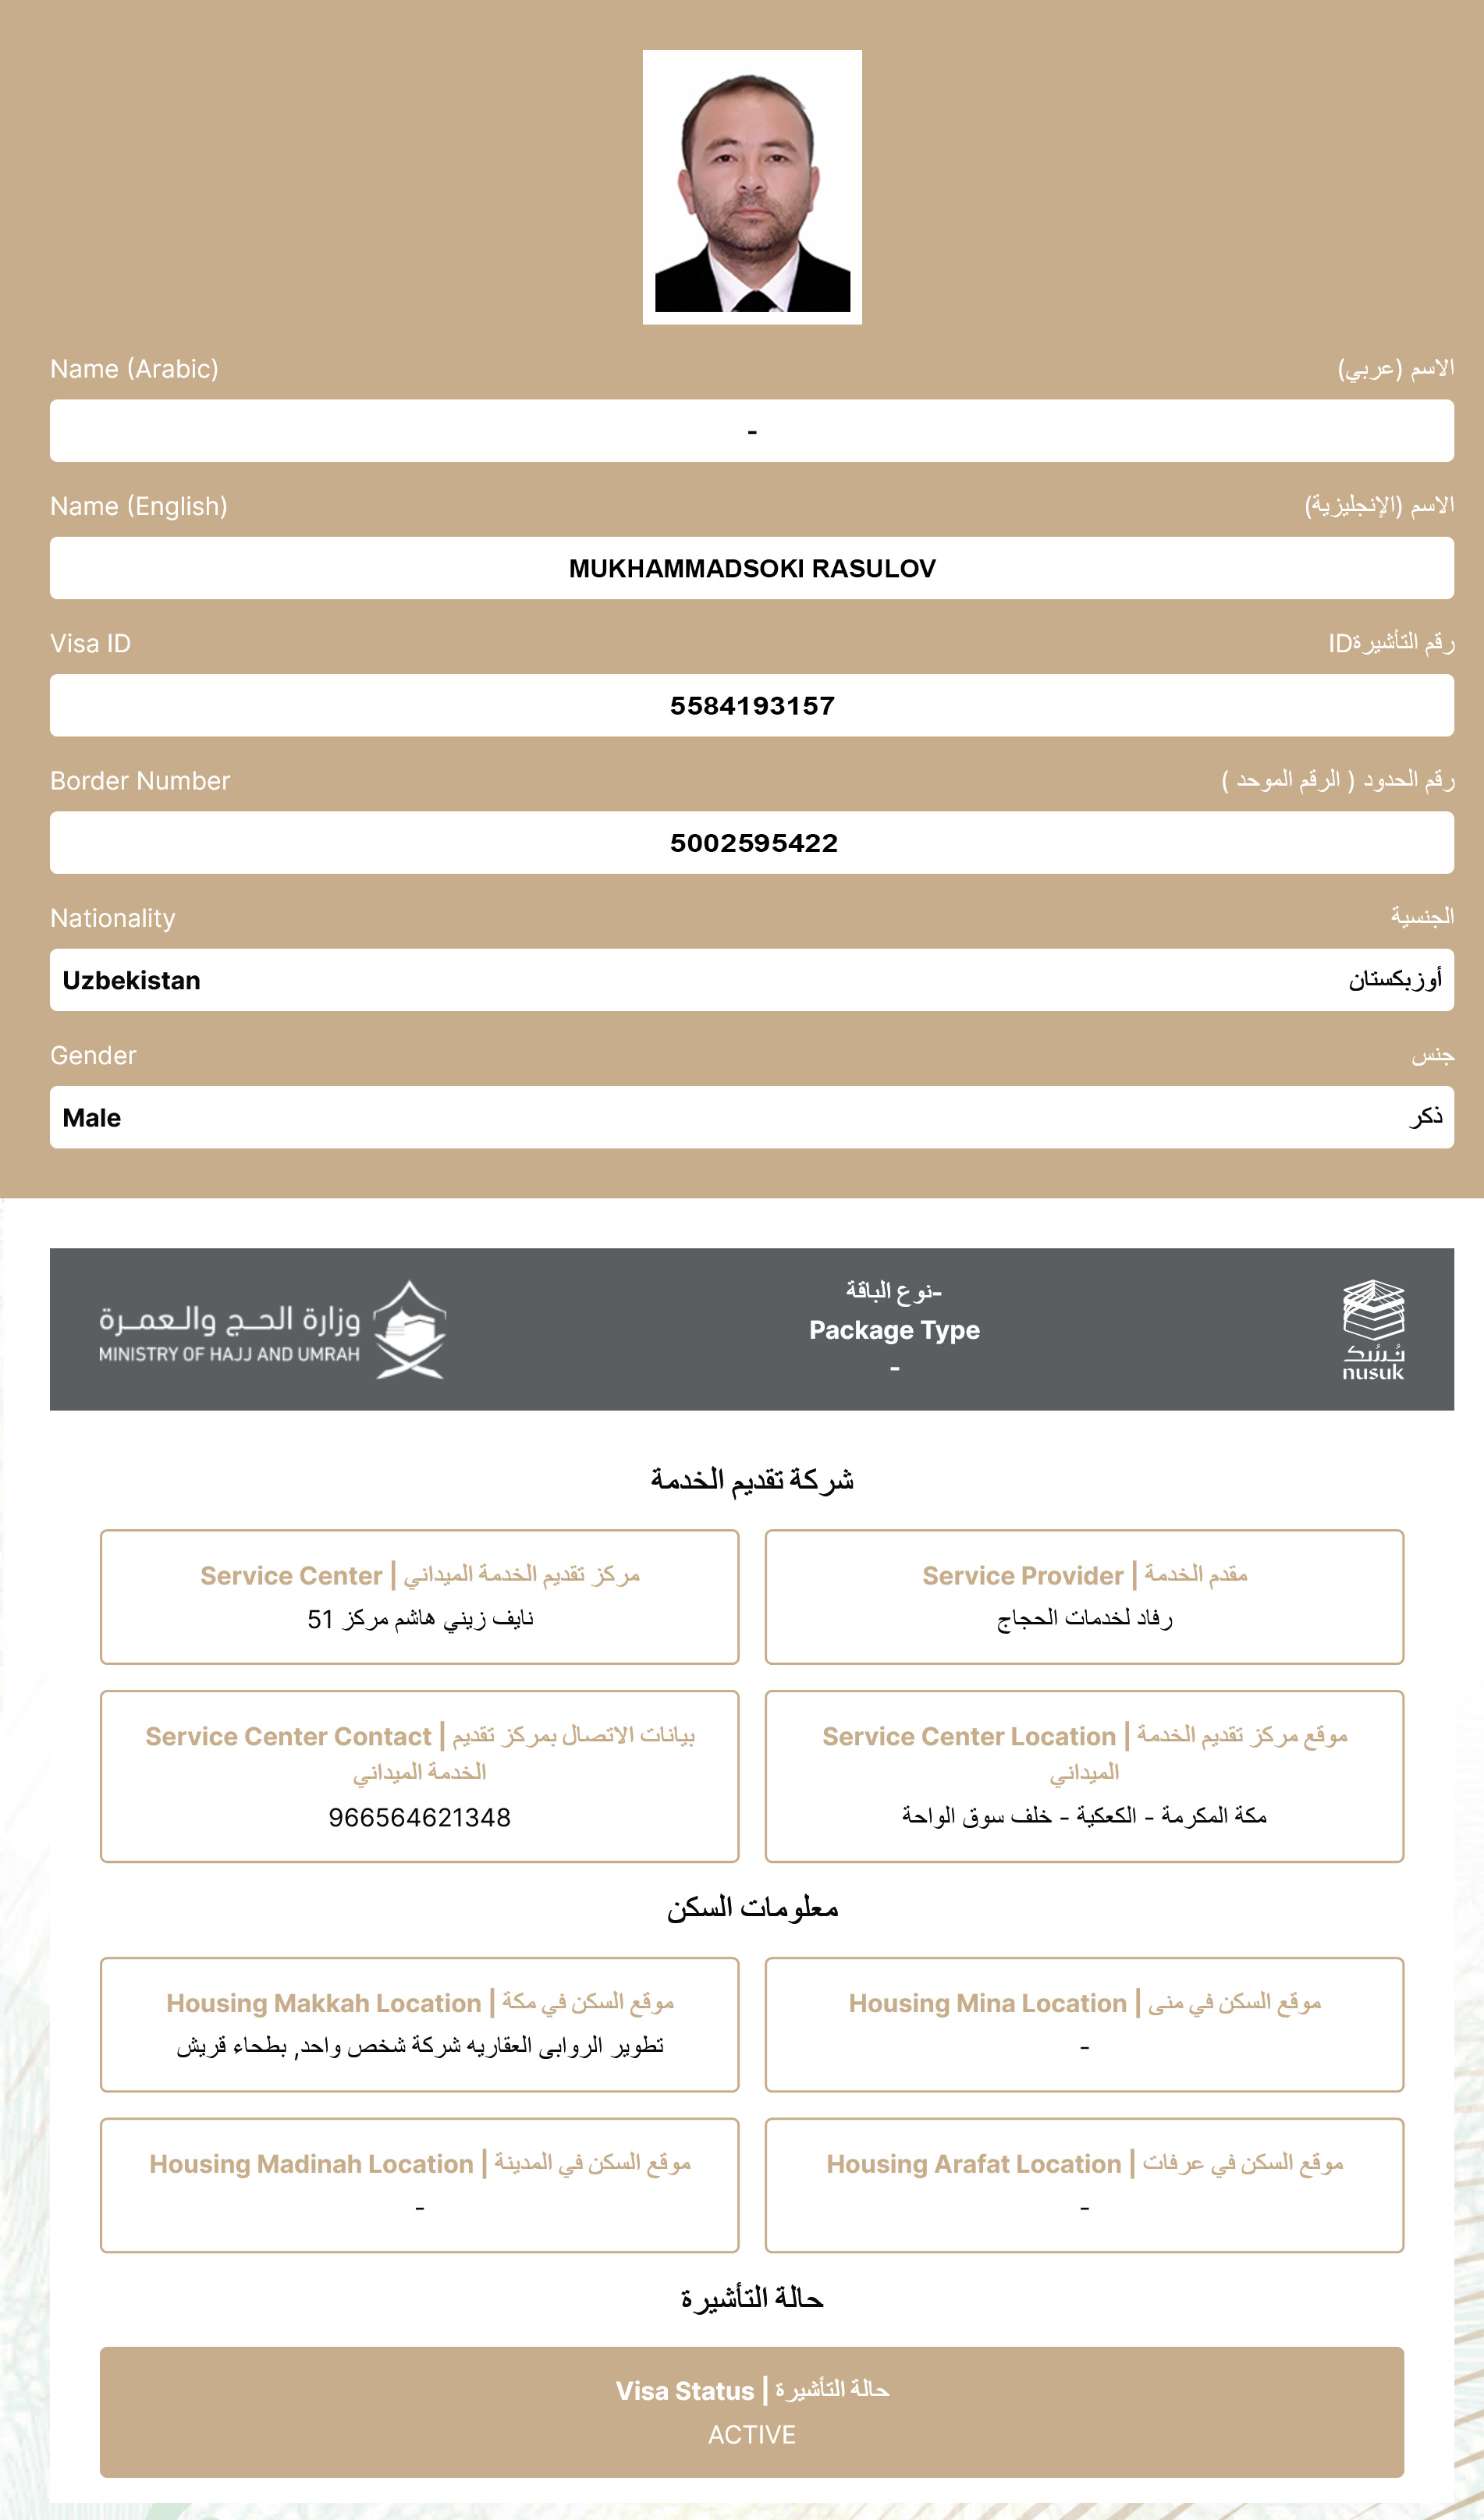 Name (Arabic) الاسم (عربي)
-
Name (English) الاسم (الإنجليزية)
MUKHAMMADSOKI RASULOV
Visa ID رقم التأشيرةID
5584193157
Border Number رقم الحدود ( الرقم الموحد )
5002595422
Nationality الجنسية
Uzbekistan أوزبكستان
Gender جنس
Male ذكر
وزارة الحج والعمرة
MINISTRY OF HAJJ AND UMRAH
نوع الباقة-
Package Type
-
نُسُك
nusuk
شركة تقديم الخدمة
Service Center | مركز تقديم الخدمة الميداني
نايف زيني هاشم مركز 51
Service Provider | مقدم الخدمة
رفاد لخدمات الحجاج
Service Center Contact | بيانات الاتصال بمركز تقديم
الخدمة الميداني
966564621348
Service Center Location | موقع مركز تقديم الخدمة
الميداني
مكة المكرمة - الكعكية - خلف سوق الواحة
معلومات السكن
Housing Makkah Location | موقع السكن في مكة
تطوير الروابى العقاريه شركة شخص واحد, بطحاء قريش
Housing Mina Location | موقع السكن في منى
-
Housing Madinah Location | موقع السكن في المدينة
-
Housing Arafat Location | موقع السكن في عرفات
-
حالة التأشيرة
Visa Status | حالة التأشيرة
ACTIVE